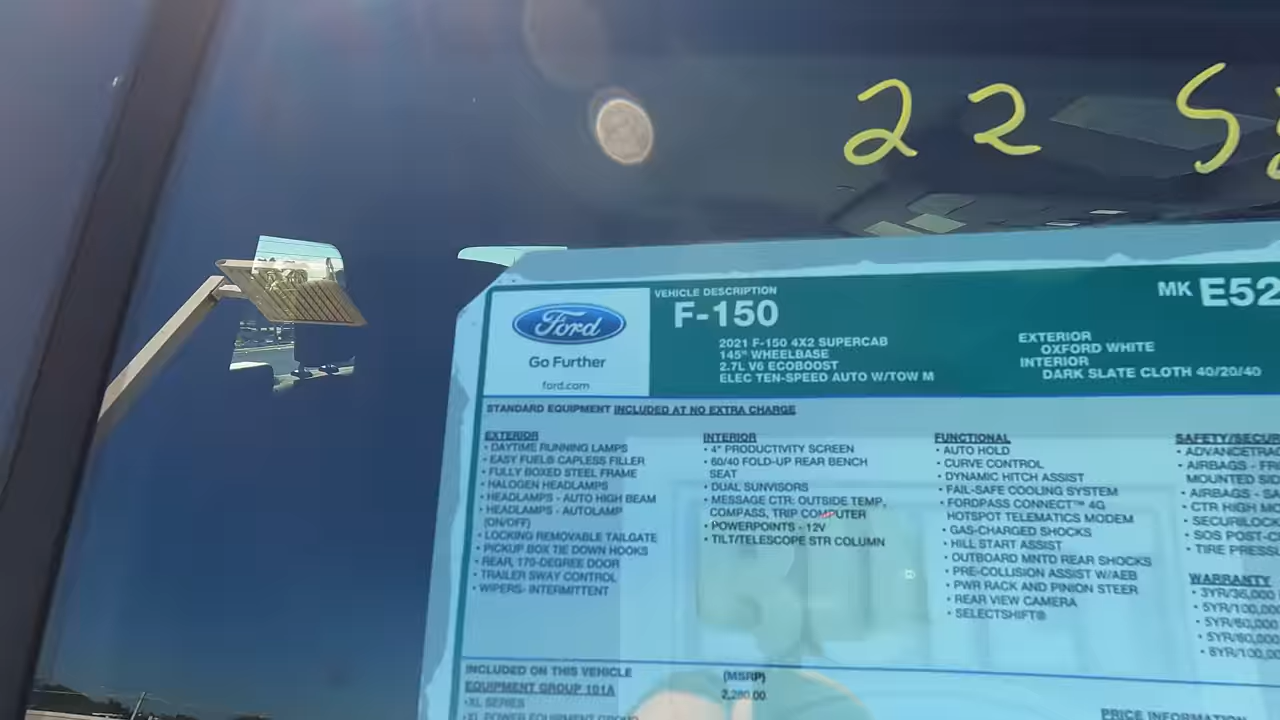 22 S
VEHICLE DESCRIPTION
F-150
MK E52
Ford
Go Further
ford.com
2021 F-150 4X2 SUPERCAB
145" WHEELBASE
2.7L V6 ECOBOOST
ELEC TEN-SPEED AUTO W/TOW M
EXTERIOR
OXFORD WHITE
INTERIOR
DARK SLATE CLOTH 40/20/40
STANDARD EQUIPMENT INCLUDED AT NO EXTRA CHARGE
EXTERIOR
• DAYTIME RUNNING LAMPS
• EASY FUEL® CAPLESS FILLER
• FULLY BOXED STEEL FRAME
• HALOGEN HEADLAMPS
• HEADLAMPS - AUTO HIGH BEAM
• HEADLAMPS - AUTOLAMP
(ON/OFF)
• LOCKING REMOVABLE TAILGATE
• PICKUP BOX TIE DOWN HOOKS
• REAR, 170-DEGREE DOOR
• TRAILER SWAY CONTROL
• WIPERS- INTERMITTENT
INTERIOR
• 4" PRODUCTIVITY SCREEN
• 60/40 FOLD-UP REAR BENCH
SEAT
• DUAL SUNVISORS
• MESSAGE CTR: OUTSIDE TEMP,
COMPASS, TRIP COMPUTER
• POWERPOINTS - 12V
• TILT/TELESCOPE STR COLUMN
FUNCTIONAL
• AUTO HOLD
• CURVE CONTROL
• DYNAMIC HITCH ASSIST
• FAIL-SAFE COOLING SYSTEM
• FORDPASS CONNECT™ 4G
HOTSPOT TELEMATICS MODEM
• GAS-CHARGED SHOCKS
• HILL START ASSIST
• OUTBOARD MNTD REAR SHOCKS
• PRE-COLLISION ASSIST W/AEB
• PWR RACK AND PINION STEER
• REAR VIEW CAMERA
• SELECTSHIFT®
SAFETY/SECUR
• ADVANCETRAC
• AIRBAGS - FR
MOUNTED SID
• AIRBAGS - SA
• CTR HIGH MO
• SECURILOCK
• SOS POST-C
• TIRE PRESS
WARRANTY
• 3YR/36,000
• 5YR/100,00
• 5YR/60,000
• 5YR/60,000
• 8YR/100,00
INCLUDED ON THIS VEHICLE
EQUIPMENT GROUP 101A
•XL SERIES
•XL POWER EQUIPMENT GROUP
(MSRP)
2,280.00
PRICE INFORMATION